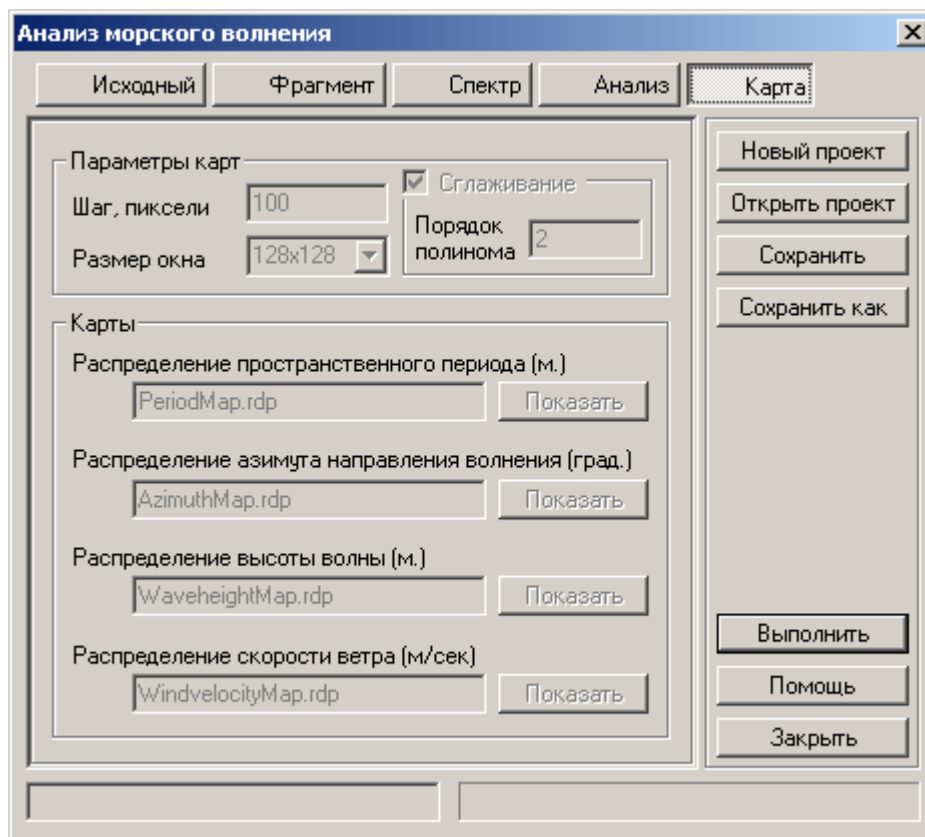 Анализ морского волнения
Исходный
Фрагмент
Спектр
Анализ
Карта
Параметры карт
Шаг, пиксели
100
Размер окна
128x128
Сглаживание
Порядок
полинома
2
Карты
Распределение пространственного периода (м.)
PeriodMap.rdp
Показать
Распределение азимута направления волнения (град.)
AzimuthMap.rdp
Показать
Распределение высоты волны (м.)
WaveheightMap.rdp
Показать
Распределение скорости ветра (м/сек)
WindvelocityMap.rdp
Показать
Новый проект
Открыть проект
Сохранить
Сохранить как
Выполнить
Помощь
Закрыть